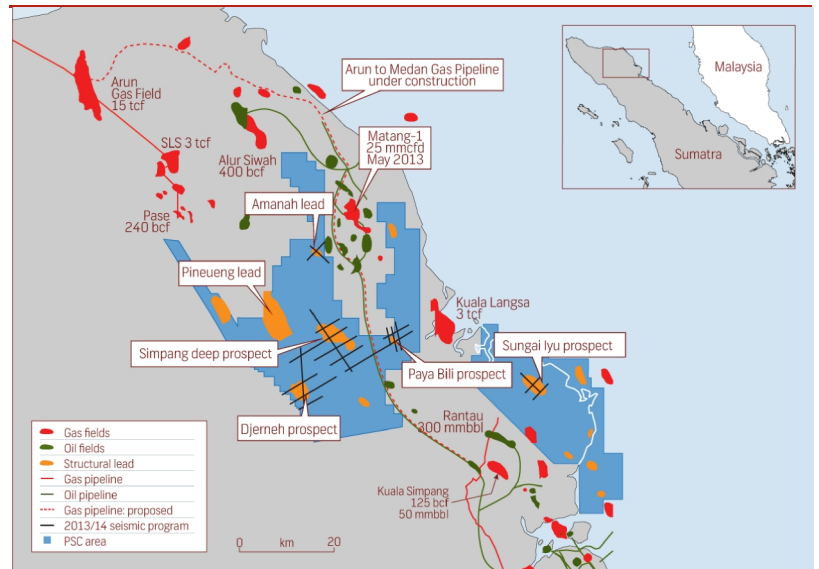 Arun to Medan Gas Pipeline
under construction
Malaysia
Sumatra
Arun
Gas Field
15 tcf
SLS 3 tcf
Alur Siwah
400 bcf
Matang-1
25 mmcfd
May 2013
Pase
240 bcf
Amanah lead
Pineueng lead
Kuala Langsa
3 tcf
Simpang deep prospect
Sungai Iyu prospect
Paya Bili prospect
Djerneh prospect
Rantau
300 mmbbl
Kuala Simpang
125 bcf
50 mmbbl
Gas fields
Oil fields
Structural lead
Gas pipeline
Oil pipeline
Gas pipeline: proposed
2013/14 seismic program
PSC area
0 km 20